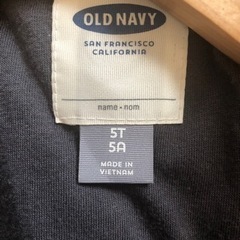 OLD NAVY
SAN FRANCISCO
CALIFORNIA
name • nom
5T
5A
MADE IN
VIETNAM